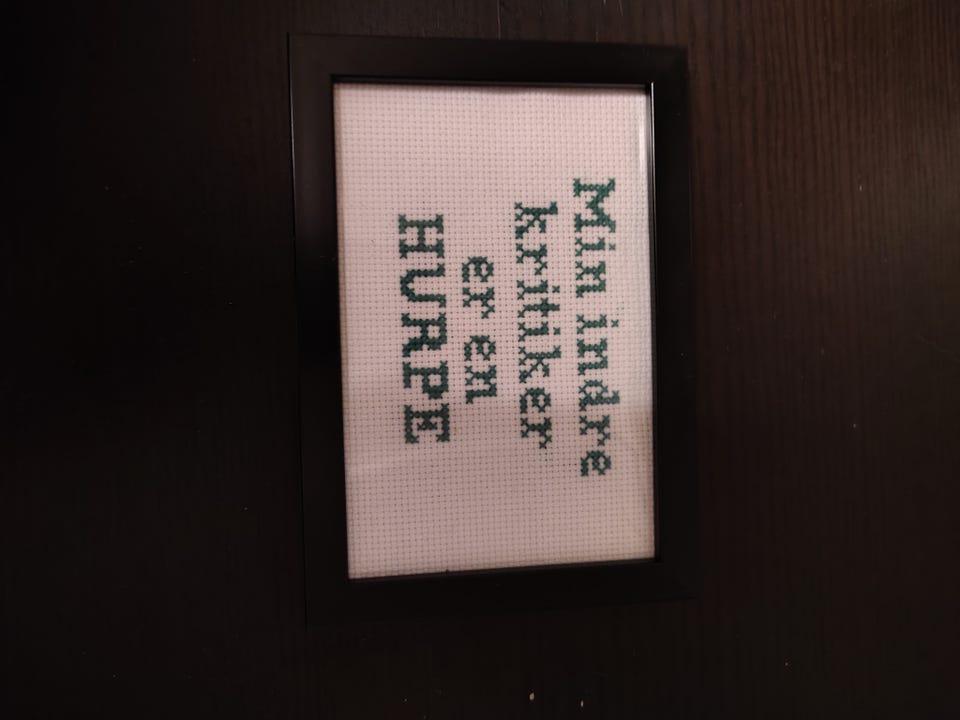 Min indre
kritiker
er en
HURPE